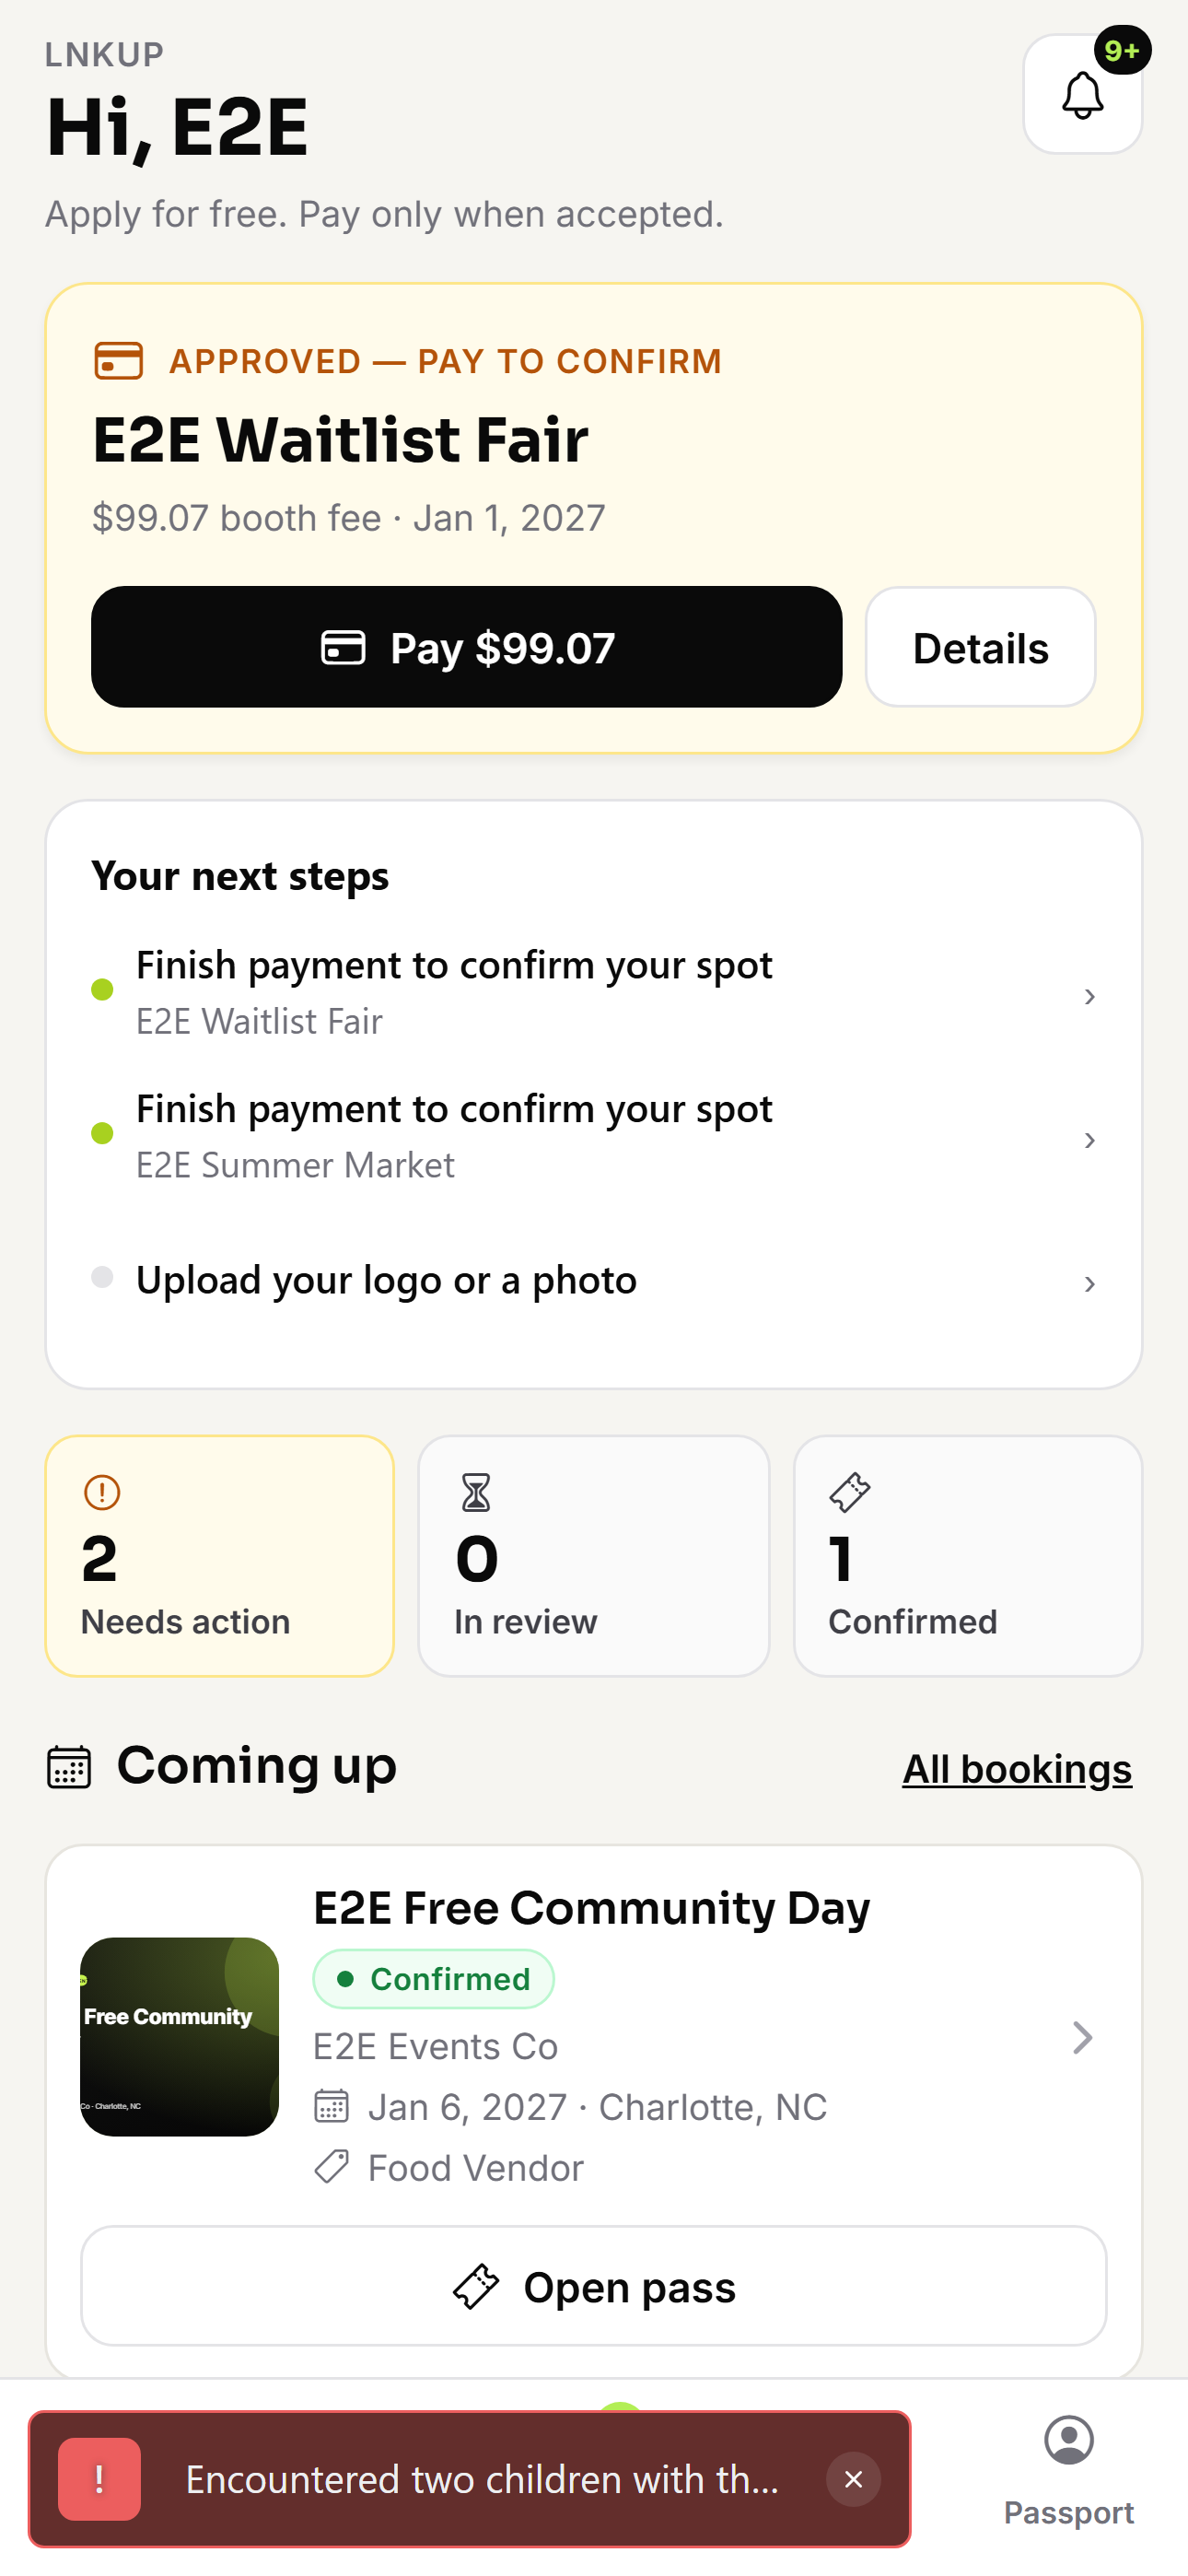 LNKUP
9+
Hi, E2E
Apply for free. Pay only when accepted.
APPROVED — PAY TO CONFIRM
E2E Waitlist Fair
$99.07 booth fee · Jan 1, 2027
Pay $99.07
Details
Your next steps
Finish payment to confirm your spot
E2E Waitlist Fair
›
Finish payment to confirm your spot
E2E Summer Market
›
Upload your logo or a photo
›
2
Needs action
0
In review
1
Confirmed
Coming up
All bookings
E2E Free Community Day
Confirmed
Free Community
Co · Charlotte, NC
E2E Events Co
Jan 6, 2027 · Charlotte, NC
Food Vendor
Open pass
! Encountered two children with th...
Passport